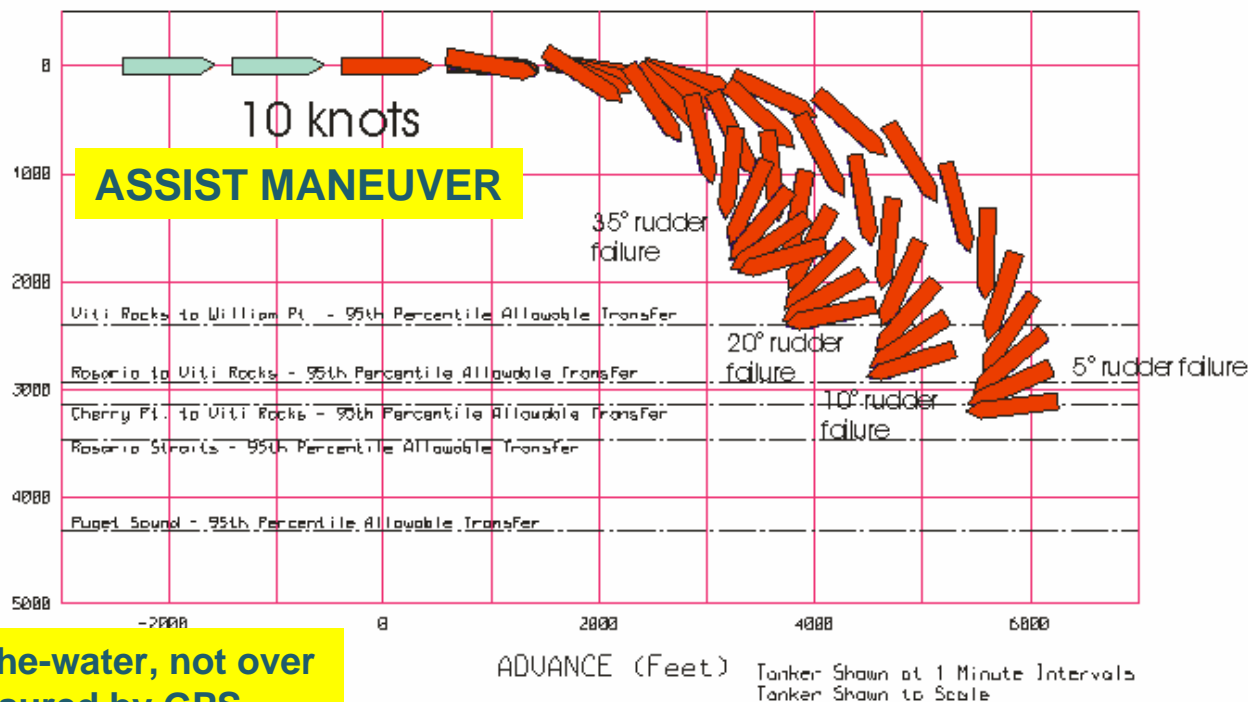 0
10 knots
1000
ASSIST MANEUVER
35° rudder
failure
2000
Viti Rocks to William Pt. - 95th Percentile Allowable Transfer
20° rudder
failure
Rosario to Viti Rocks - 95th Percentile Allowable Transfer
5° rudder failure
3000
Cherry Pt. to Viti Rocks - 95th Percentile Allowable Transfer
10° rudder
failure
Rosario Straits - 95th Percentile Allowable Transfer
4000
Puget Sound - 95th Percentile Allowable Transfer
5000
-2000 0 2000 4000 6000
he-water, not over
ADVANCE (Feet)
Tanker Shown at 1 Minute Intervals
Tanker Shown to Scale